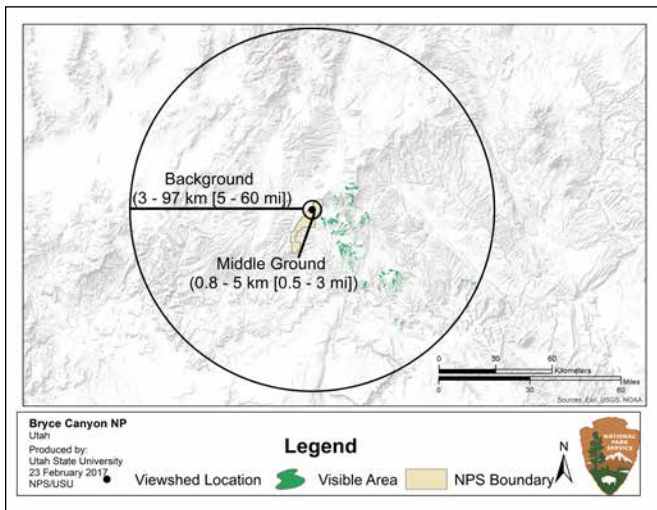 Background
(3 - 97 km [5 - 60 mi])
Middle Ground
(0.8 - 5 km [0.5 - 3 mi])
0 30 60
Kilometers
0 30 60
Miles
Sources: Esri, USGS, NOAA
Bryce Canyon NP
Utah
Produced by:
Utah State University
23 February 2017
NPS/USU
Legend
Viewshed Location
Visible Area
NPS Boundary
N
NATIONAL
PARK
SERVICE